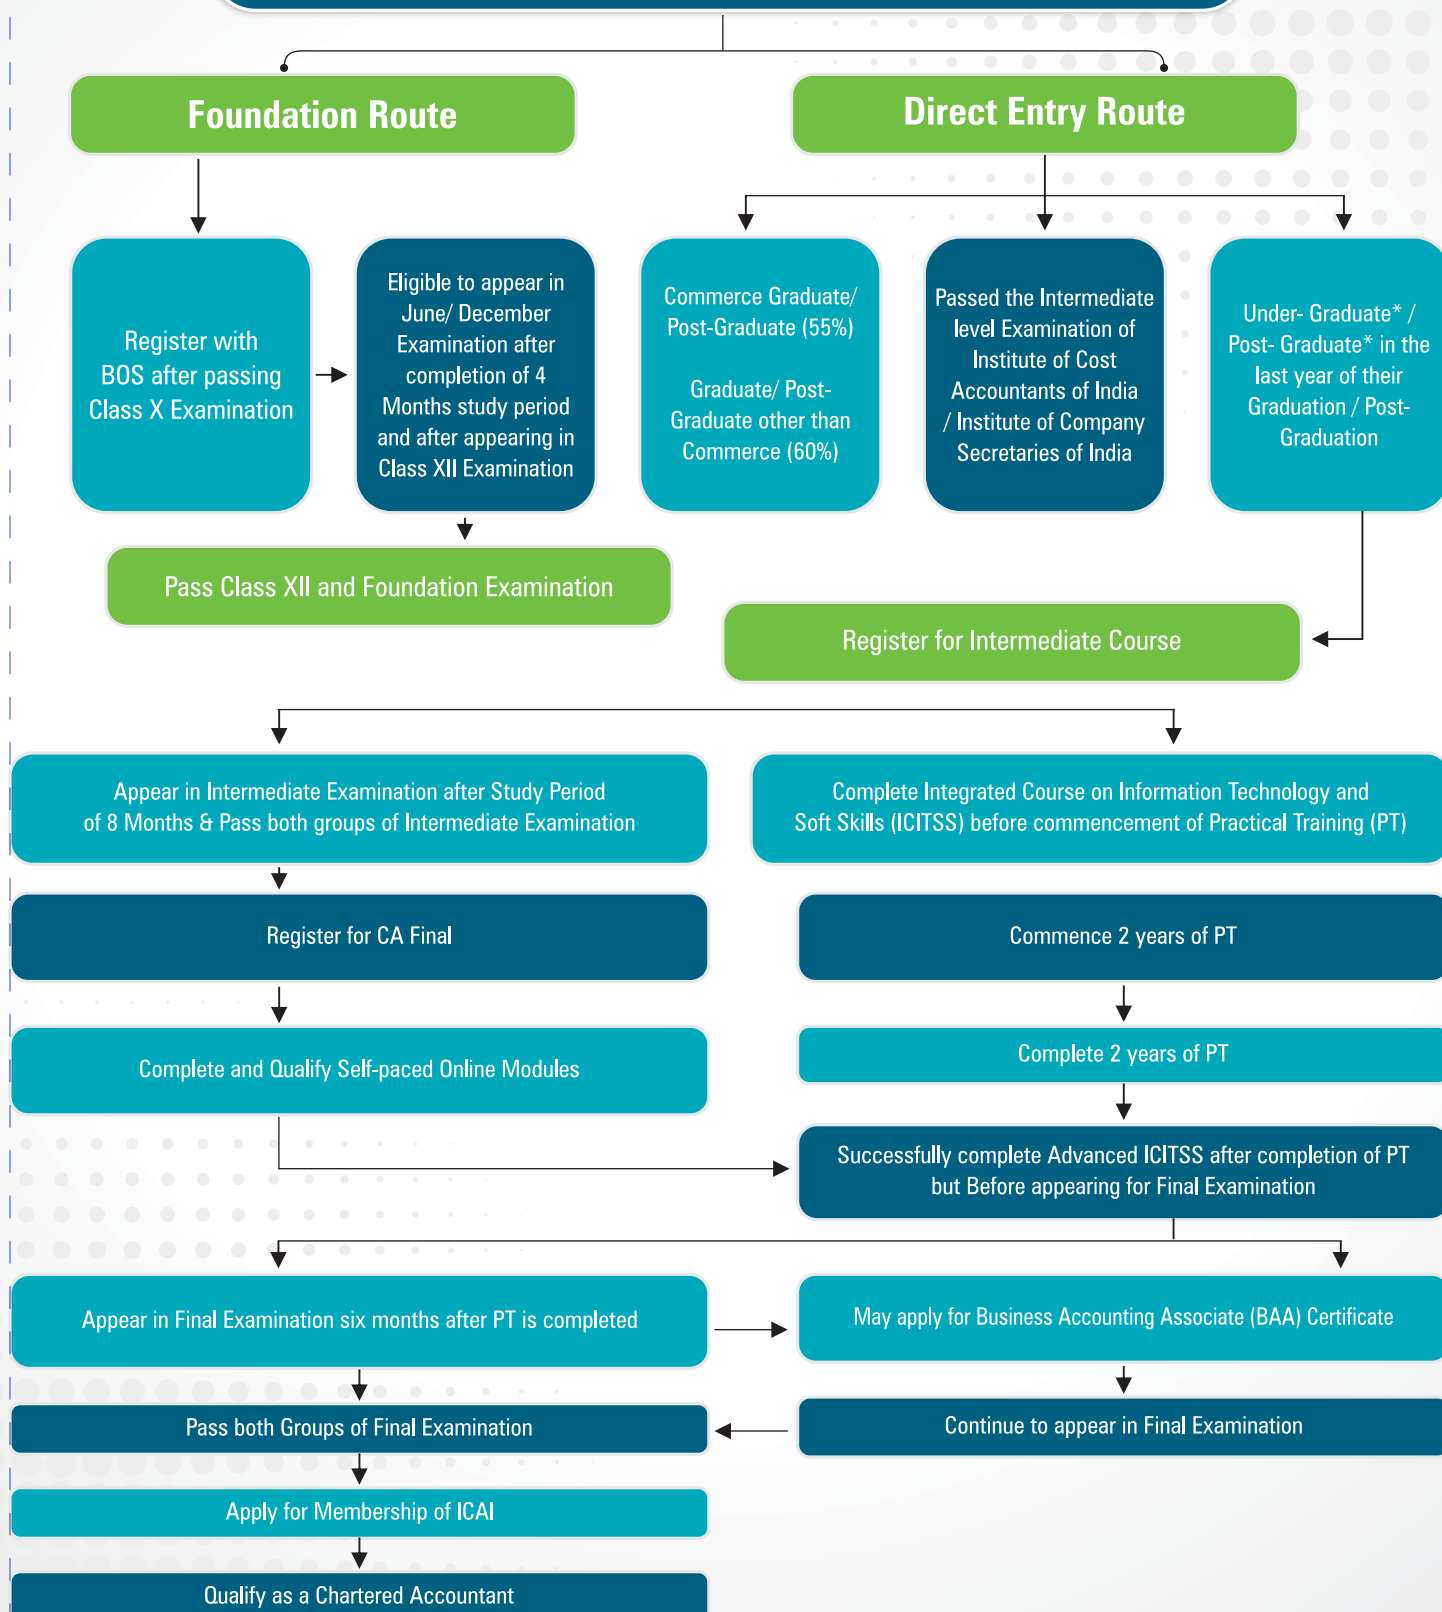 Foundation Route
Direct Entry Route
Register with
BOS after passing
Class X Examination
Eligible to appear in
June/ December
Examination after
completion of 4
Months study period
and after appearing in
Class XII Examination
Commerce Graduate/
Post-Graduate (55%)
Graduate/ Post-
Graduate other than
Commerce (60%)
Passed the Intermediate
level Examination of
Institute of Cost
Accountants of India
/ Institute of Company
Secretaries of India
Under- Graduate* /
Post- Graduate* in the
last year of their
Graduation / Post-
Graduation
Pass Class XII and Foundation Examination
Register for Intermediate Course
Appear in Intermediate Examination after Study Period
of 8 Months & Pass both groups of Intermediate Examination
Complete Integrated Course on Information Technology and
Soft Skills (ICITSS) before commencement of Practical Training (PT)
Register for CA Final
Commence 2 years of PT
Complete and Qualify Self-paced Online Modules
Complete 2 years of PT
Successfully complete Advanced ICITSS after completion of PT
but Before appearing for Final Examination
Appear in Final Examination six months after PT is completed
May apply for Business Accounting Associate (BAA) Certificate
Pass both Groups of Final Examination
Continue to appear in Final Examination
Apply for Membership of ICAI
Qualify as a Chartered Accountant